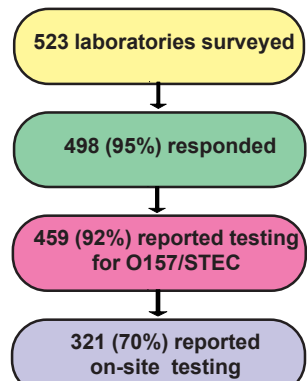 523 laboratories surveyed
498 (95%) responded
459 (92%) reported testing
for O157/STEC
321 (70%) reported
on-site testing